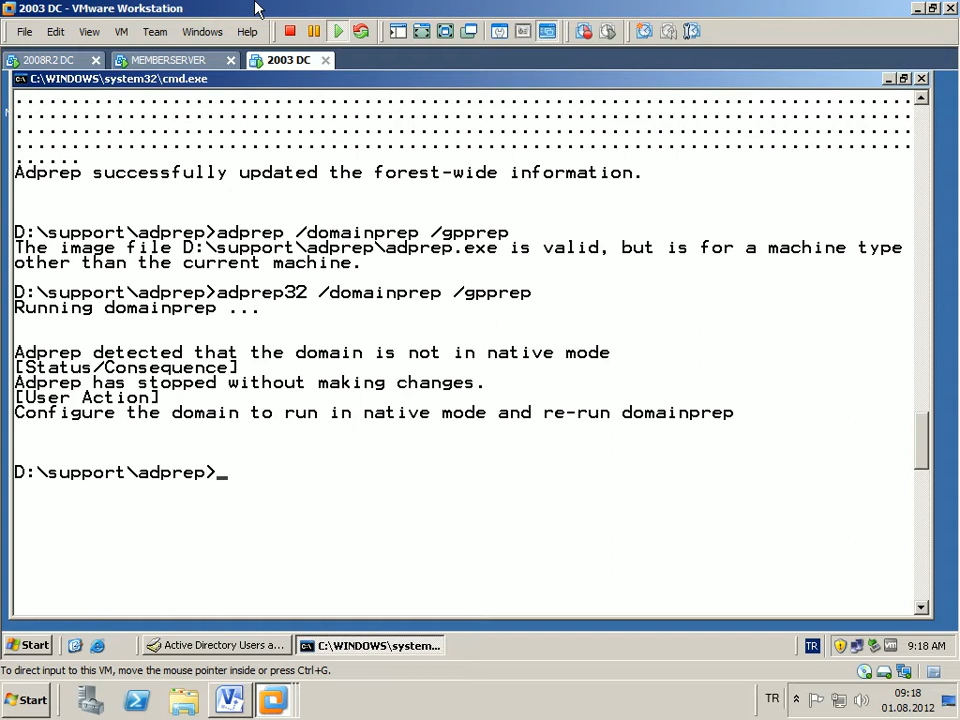 2003 DC - VMware Workstation
File Edit View VM Team Windows Help
2008R2 DC MEMBERSERVER 2003 DC
C:\WINDOWS\system32\cmd.exe
Adprep successfully updated the forest-wide information.
D:\support\adprep>adprep /domainprep /gpprep
The image file D:\support\adprep\adprep.exe is valid, but is for a machine type
other than the current machine.
D:\support\adprep>adprep32 /domainprep /gpprep
Running domainprep ...
Adprep detected that the domain is not in native mode
[Status/Consequence]
Adprep has stopped without making changes.
[User Action]
Configure the domain to run in native mode and re-run domainprep
D:\support\adprep>_
Start Active Directory Users a... C:\WINDOWS\system... TR 9:18 AM
To direct input to this VM, move the mouse pointer inside or press Ctrl+G.
Start TR 09:18
01.08.2012